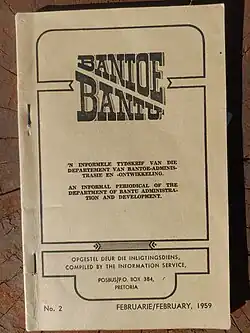 BANTOE
BANTU
'N INFORMELE TYDSKRIF VAN DIE
DEPARTEMENT VAN BANTOE-ADMINIS-
TRASIE EN -ONTWIKKELING.
AN INFORMAL PERIODICAL OF THE
DEPARTMENT OF BANTU ADMINISTRA-
TION AND DEVELOPMENT.
OPGESTEL DEUR DIE INLIGTINGSDIENS,
COMPILED BY THE INFORMATION SERVICE,
POSBUS/P.O. BOX 384,
PRETORIA
No. 2 FEBRUARIE/FEBRUARY, 1959